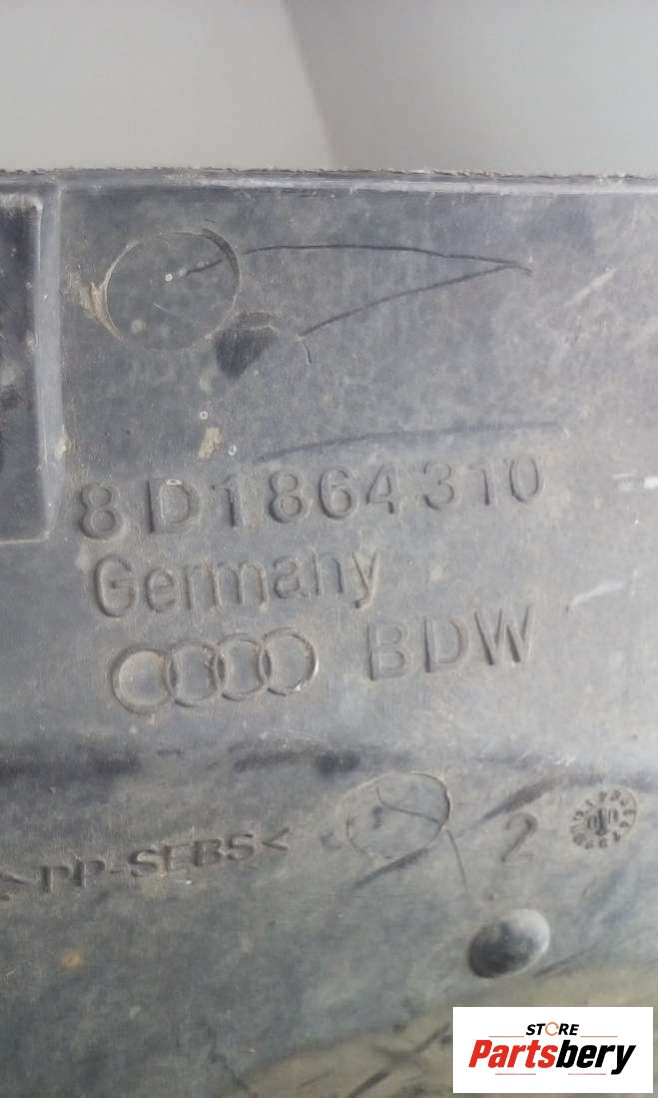 8D1864310
Germany
BDW
>PP-SEBS<
2
STORE
Partsbery